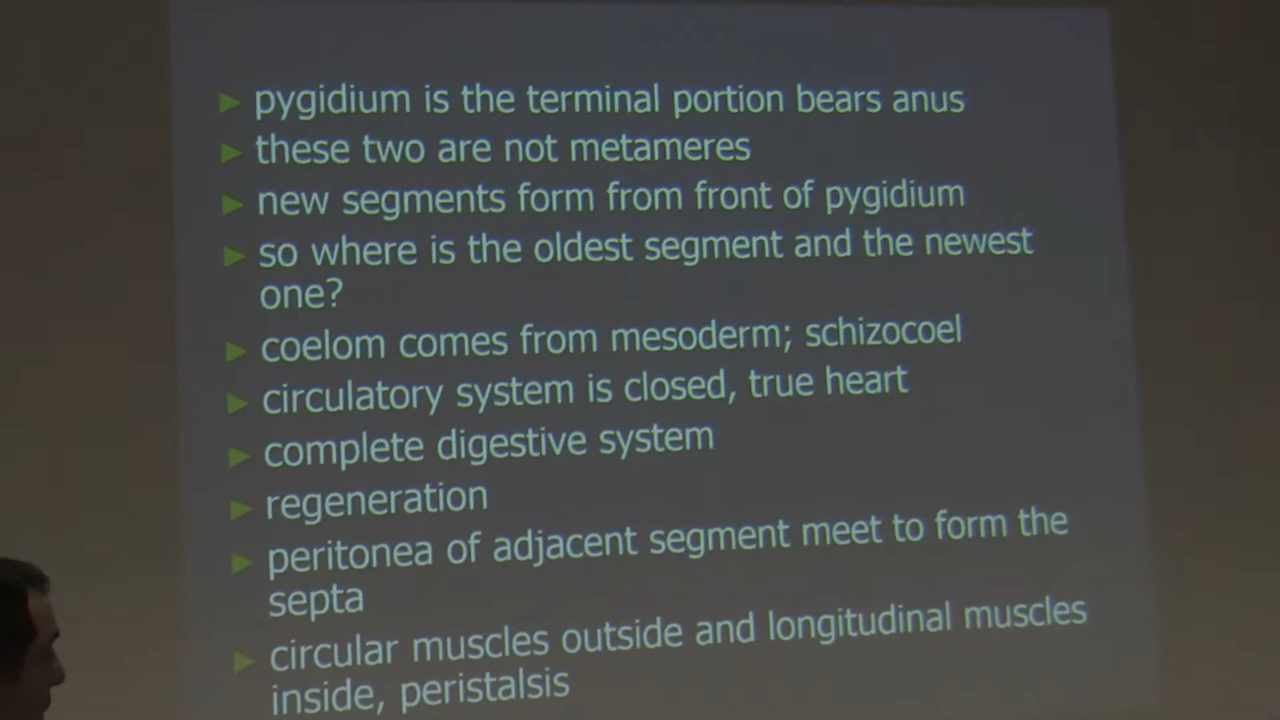 ► pygidium is the terminal portion bears anus
► these two are not metameres
► new segments form from front of pygidium
► so where is the oldest segment and the newest
one?
► coelom comes from mesoderm; schizocoel
► circulatory system is closed, true heart
► complete digestive system
► regeneration
► peritonea of adjacent segment meet to form the
septa
► circular muscles outside and longitudinal muscles
inside, peristalsis